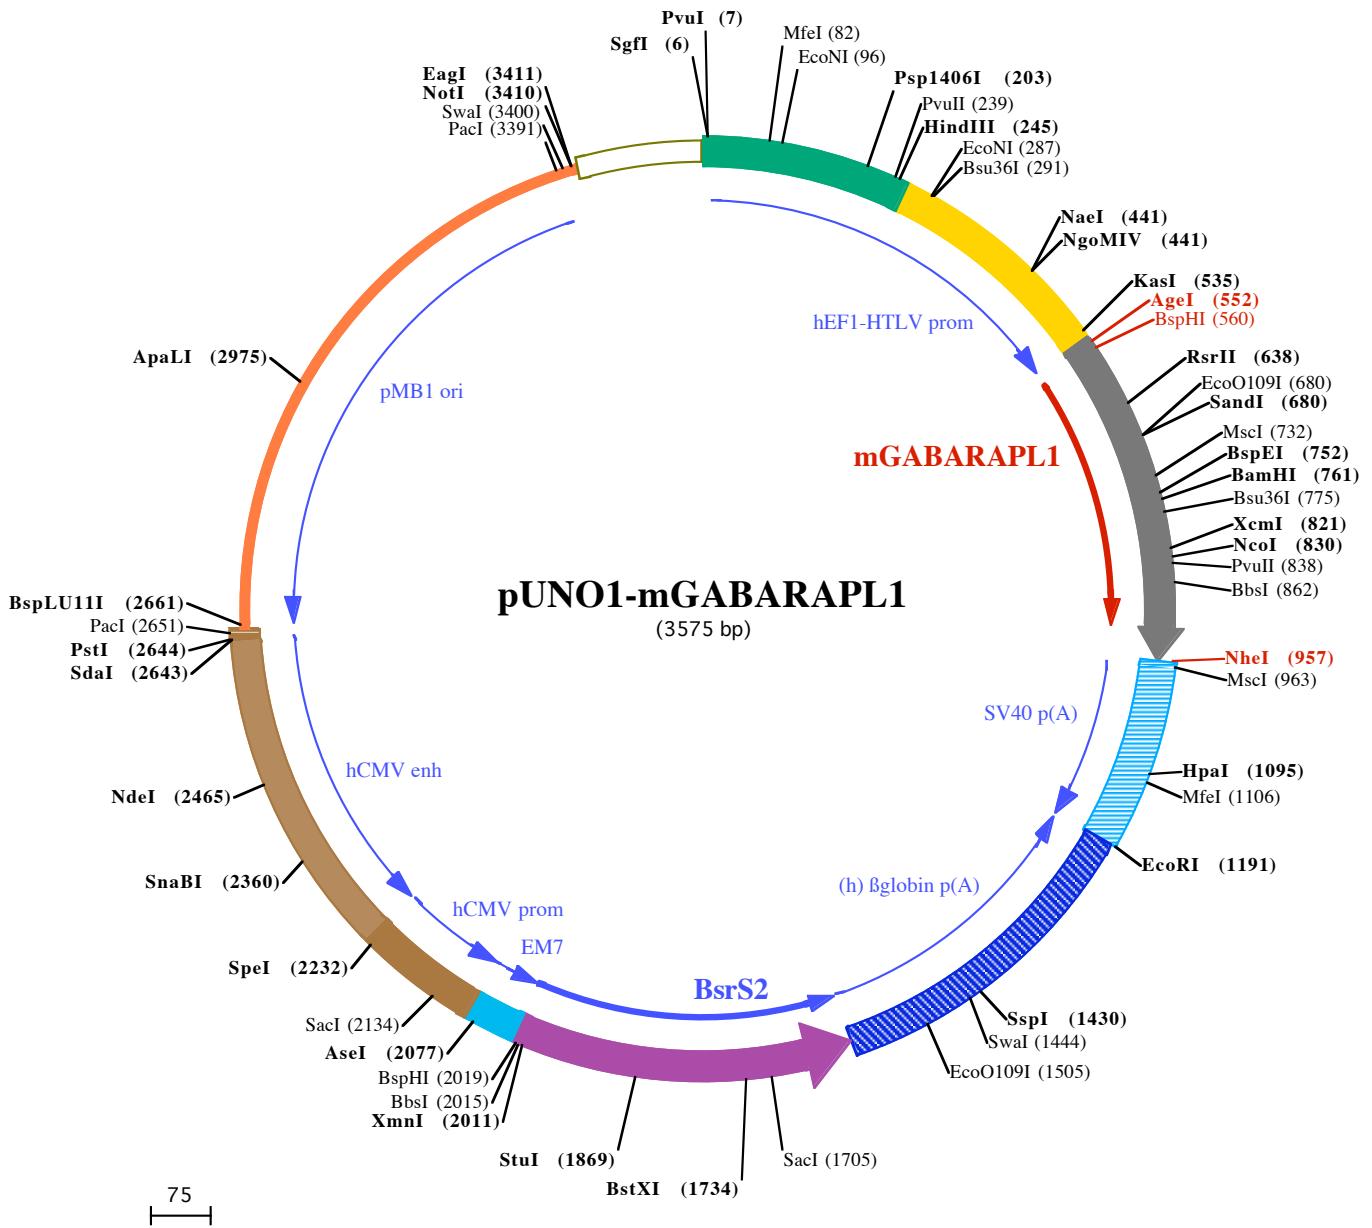 PvuI (7)
SgfI (6)
MfeI (82)
EcoNI (96)
EagI (3411)
NotI (3410)
SwaI (3400)
PacI (3391)
Psp1406I (203)
PvuII (239)
HindIII (245)
EcoNI (287)
Bsu36I (291)
NaeI (441)
NgoMIV (441)
KasI (535)
AgeI (552)
BspHI (560)
hEF1-HTLV prom
RsrII (638)
ApaLI (2975)
EcoO109I (680)
SandI (680)
pMB1 ori
MscI (732)
mGABARAPL1
BspEI (752)
BamHI (761)
Bsu36I (775)
XcmI (821)
NcoI (830)
PvuII (838)
BbsI (862)
pUNO1-mGABARAPL1
(3575 bp)
BspLU11I (2661)
PacI (2651)
PstI (2644)
SdaI (2643)
NheI (957)
MscI (963)
SV40 p(A)
hCMV enh
HpaI (1095)
MfeI (1106)
NdeI (2465)
EcoRI (1191)
SnaBI (2360)
(h) ßglobin p(A)
hCMV prom
EM7
SpeI (2232)
BsrS2
SspI (1430)
SacI (2134)
SwaI (1444)
AseI (2077)
EcoO109I (1505)
BspHI (2019)
BbsI (2015)
XmnI (2011)
StuI (1869)
SacI (1705)
BstXI (1734)
75